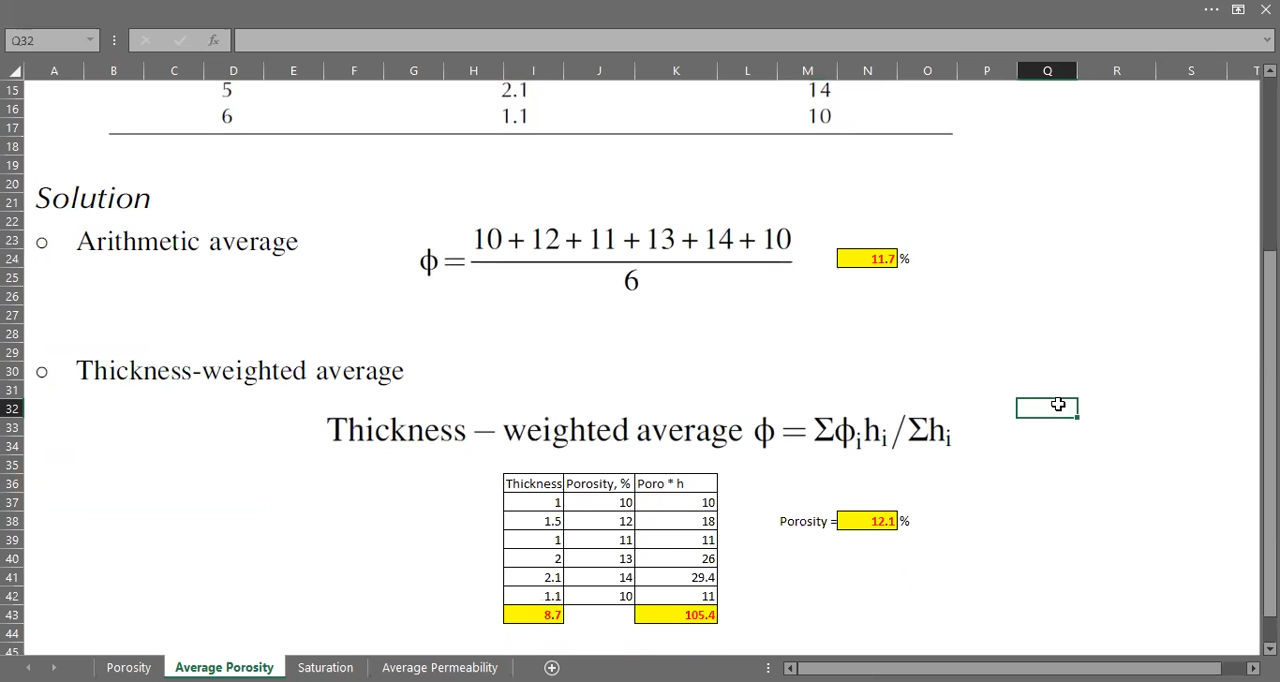 Q32
fx
A B C D E F G H I J K L M N O P Q R S T
15 5 2.1 14
16 6 1.1 10
17
18
19
20
21 Solution
22
23 ○ Arithmetic average 10 + 12 + 11 + 13 + 14 + 10
24 ϕ = 11.7 %
25 6
26
27
28
29
30 ○ Thickness-weighted average
31
32
33 Thickness – weighted average ϕ = Σϕihi/Σhi
34
35
36 Thickness Porosity, % Poro * h
37 1 10 10
38 1.5 12 18 Porosity = 12.1 %
39 1 11 11
40 2 13 26
41 2.1 14 29.4
42 1.1 10 11
43 8.7 105.4
44
45
Porosity Average Porosity Saturation Average Permeability